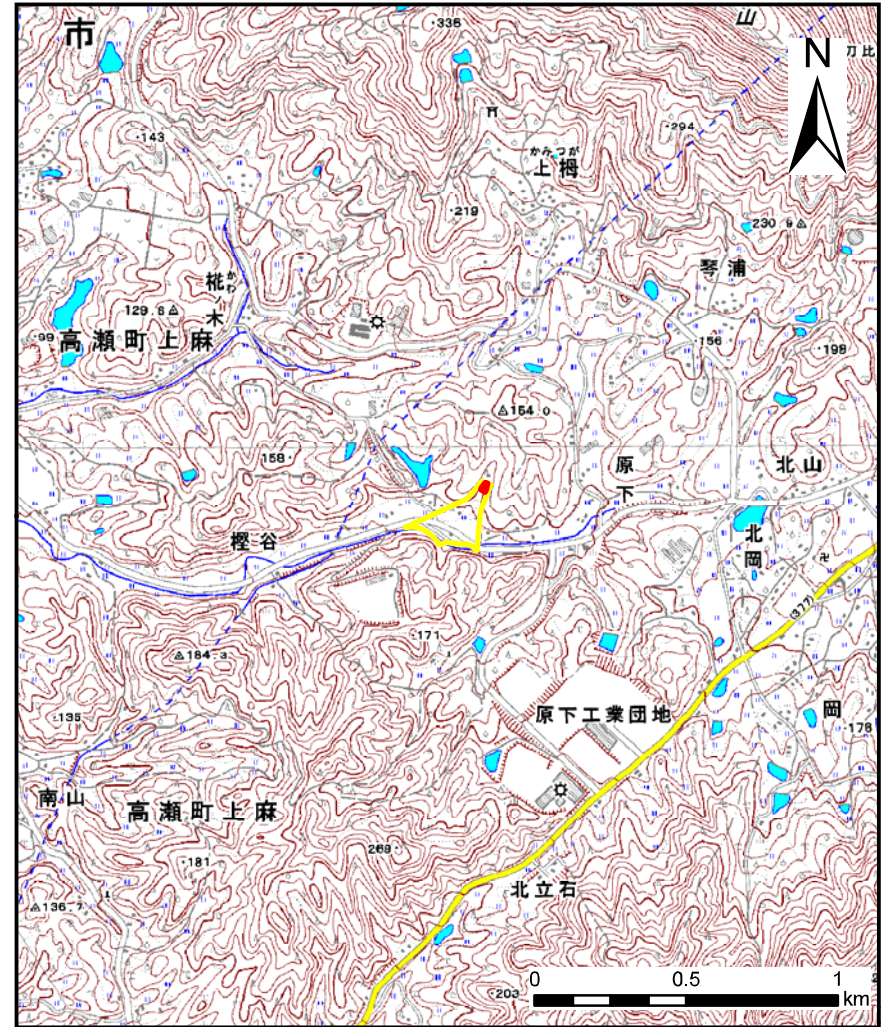 市
山
・336
N
刀比
・143
・294
かみつが
上栂
・219
230.9
琴浦
かわ
椛ノ木
129.8
・99
高瀬町上麻
・156
・198
154.0
158・
原下
北山
樫谷
北岡
卍
(377)
・171
184.3
・135
原下工業団地
岡
・178
南山
高瀬町上麻
269・
・181
北立石
136.7
・203
0 0.5 1
km